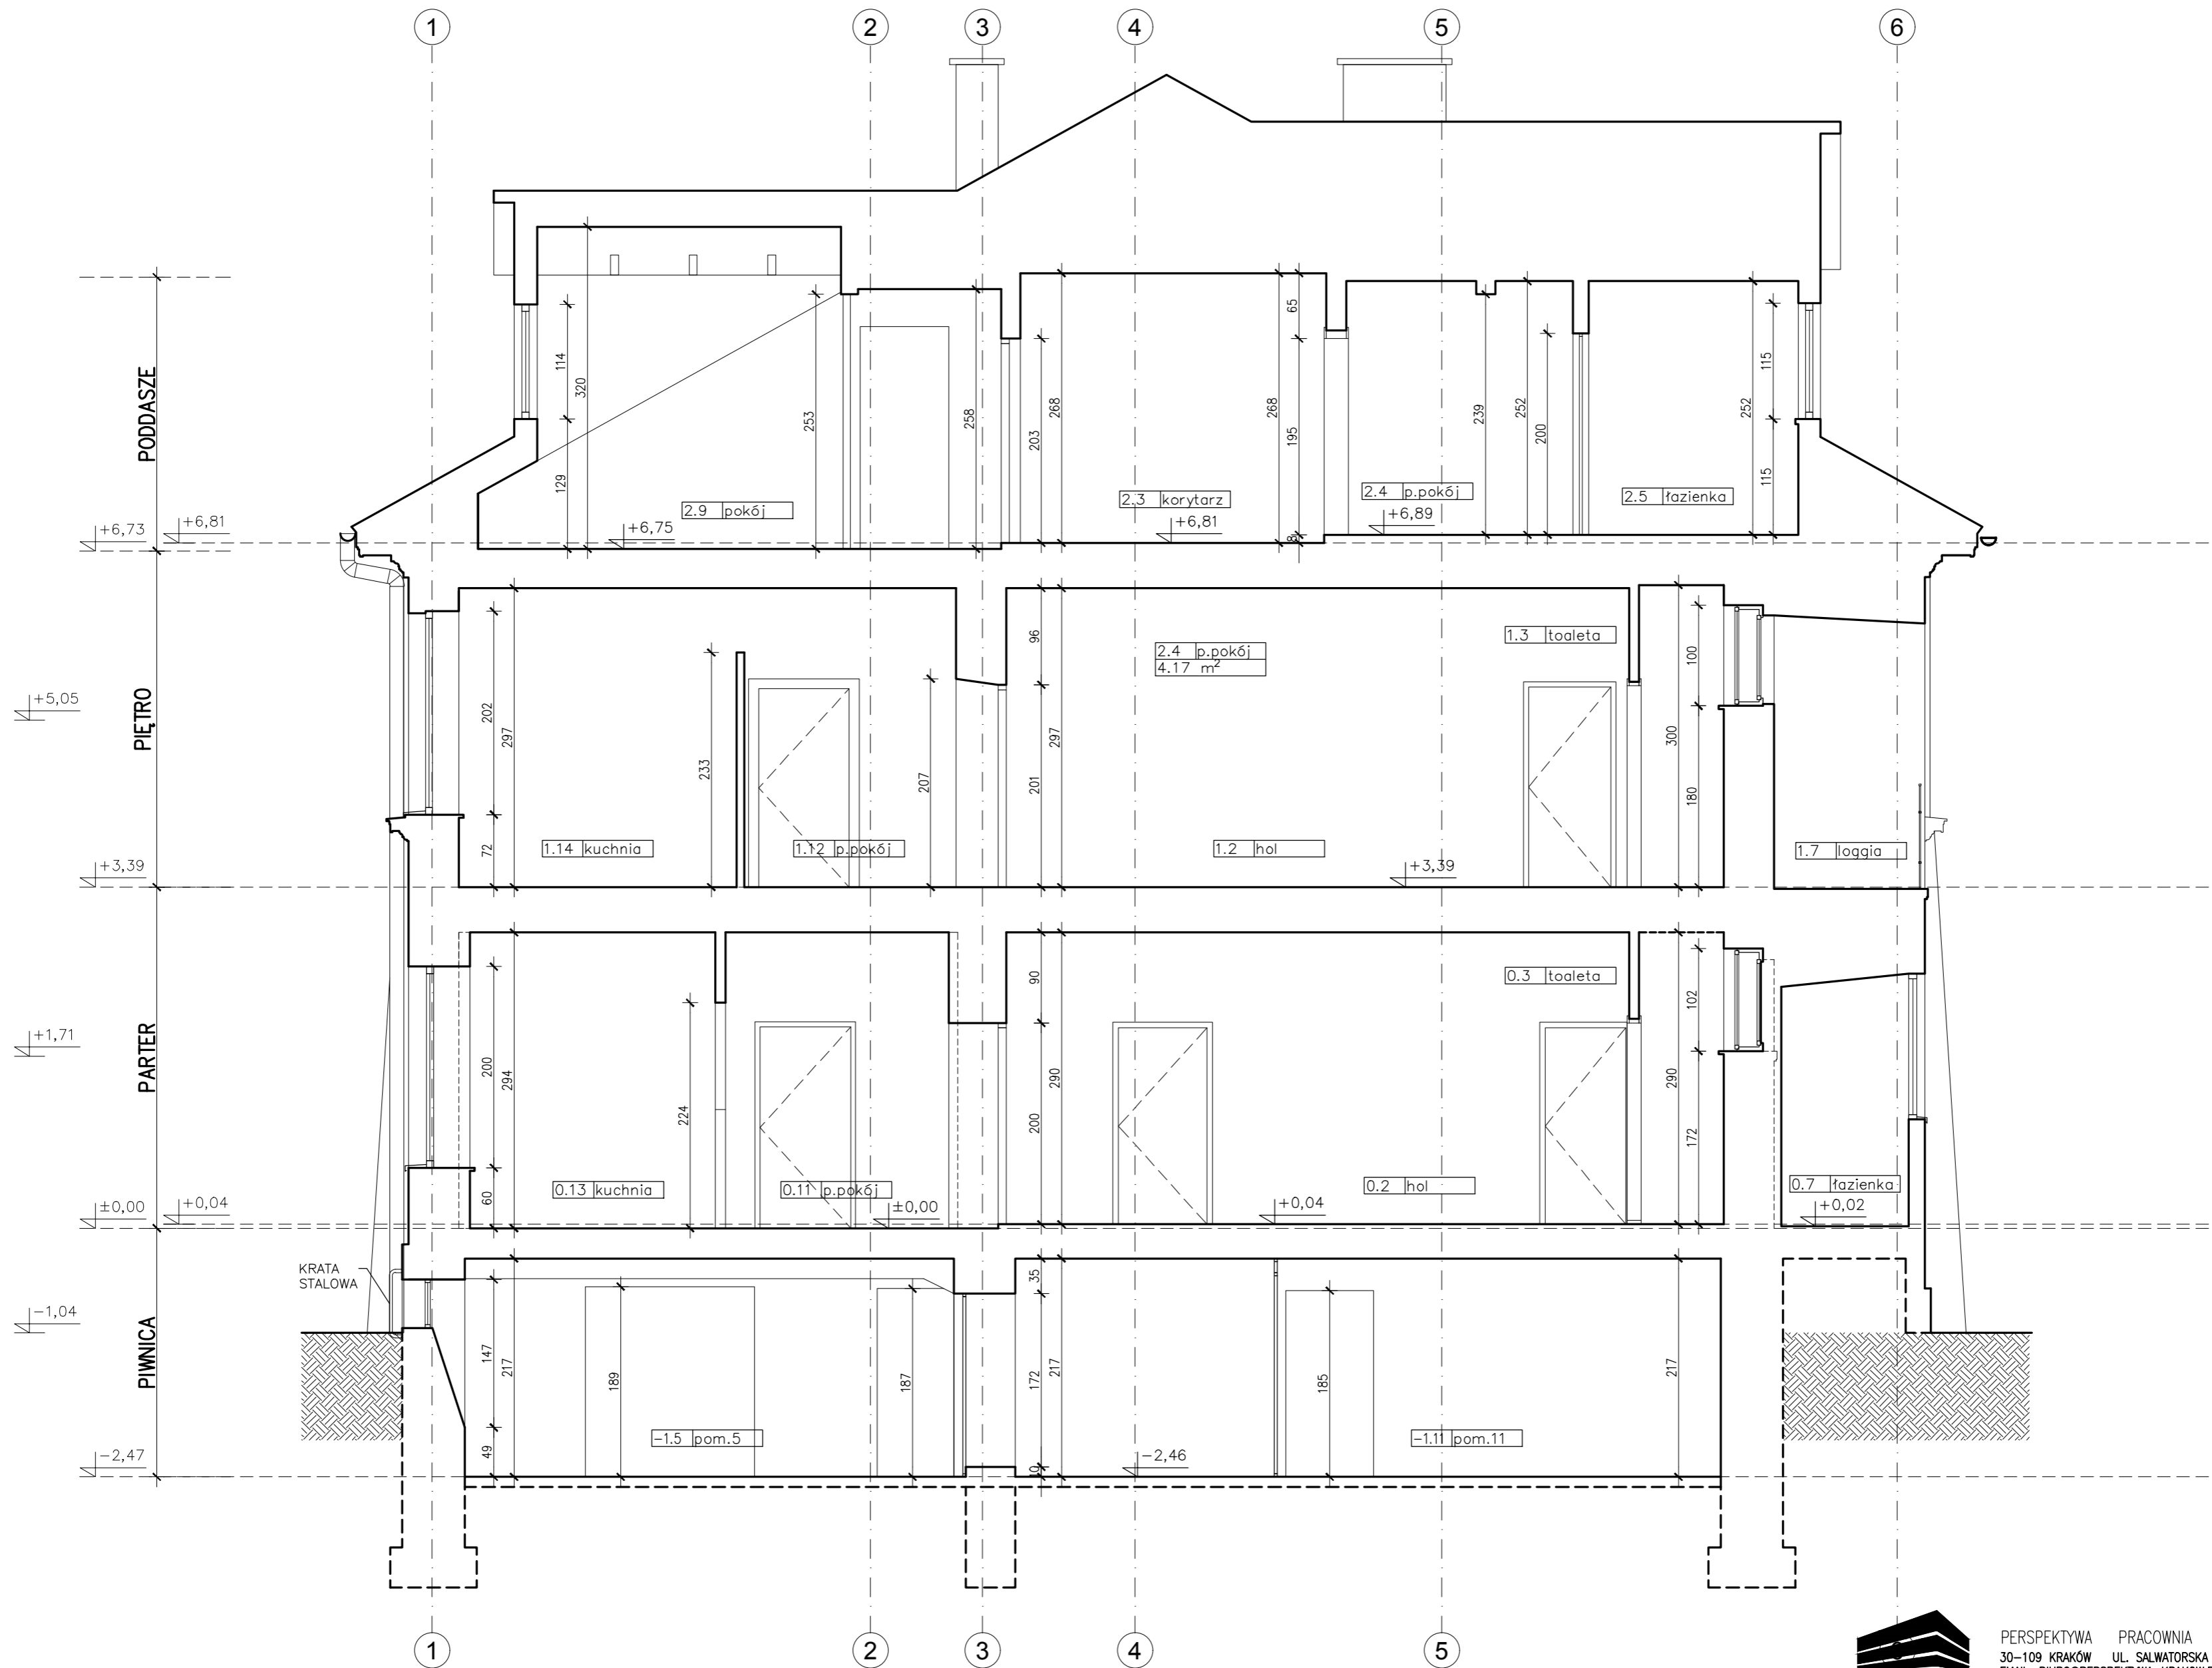 1 2 3 4 5 6
PODDASZE
114
129
320
253
258
203
268
268
65
195
8
239
252
200
252
115
115
2.9 pokój
2.3 korytarz
2.4 p.pokój
2.5 łazienka
+6,73
+6,81
+6,75
+6,81
+6,89
PIĘTRO
+5,05
202
297
72
233
207
96
297
201
300
100
180
2.4 p.pokój
4.17 m²
1.3 toaleta
1.14 kuchnia
1.12 p.pokój
1.2 hol
1.7 loggia
+3,39
+3,39
PARTER
+1,71
200
294
60
224
90
290
200
290
102
172
0.3 toaleta
0.13 kuchnia
0.11 p.pokój
0.2 hol
0.7 łazienka
±0,00
+0,04
±0,00
+0,04
+0,02
PIWNICA
KRATA
STALOWA
-1,04
147
217
49
189
187
35
172
217
10
185
217
-1.5 pom.5
-1.11 pom.11
-2,47
-2,46
1 2 3 4 5
PERSPEKTYWA PRACOWNIA
30-109 KRAKÓW UL. SALWATORSKA